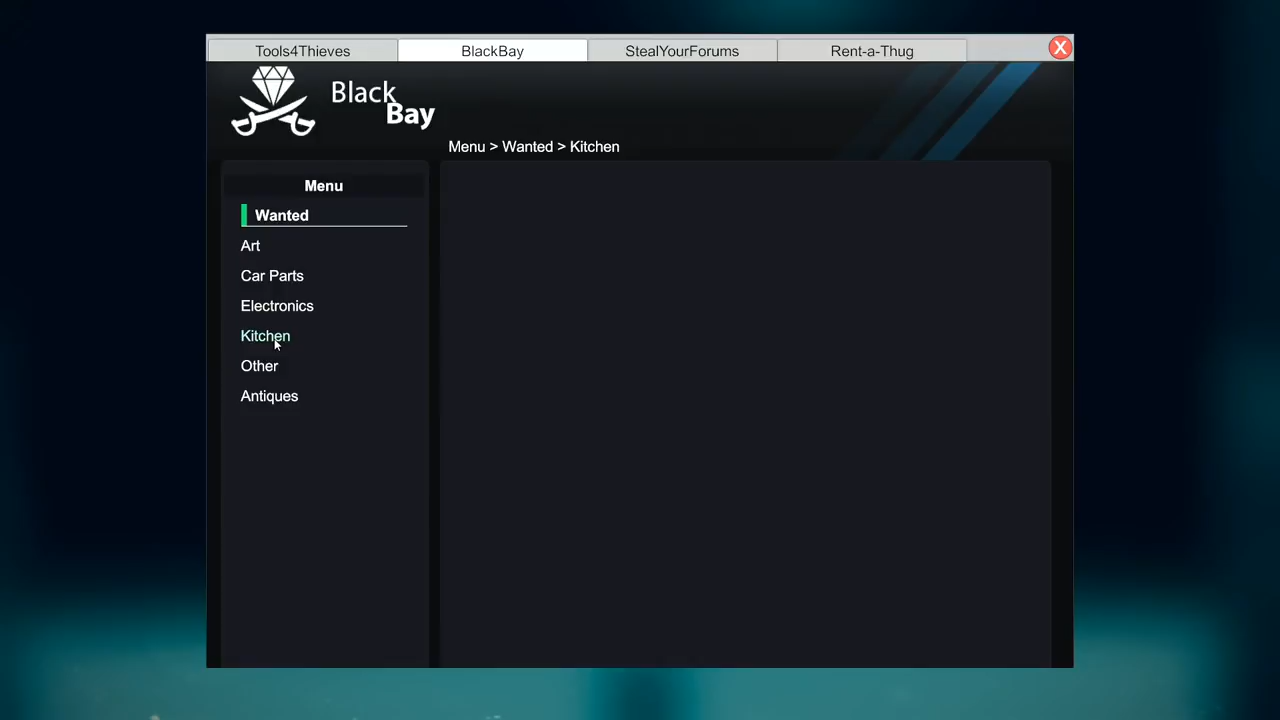 Tools4Thieves
BlackBay
StealYourForums
Rent-a-Thug
X
Black
Bay
Menu > Wanted > Kitchen
Menu
Wanted
Art
Car Parts
Electronics
Kitchen
Other
Antiques